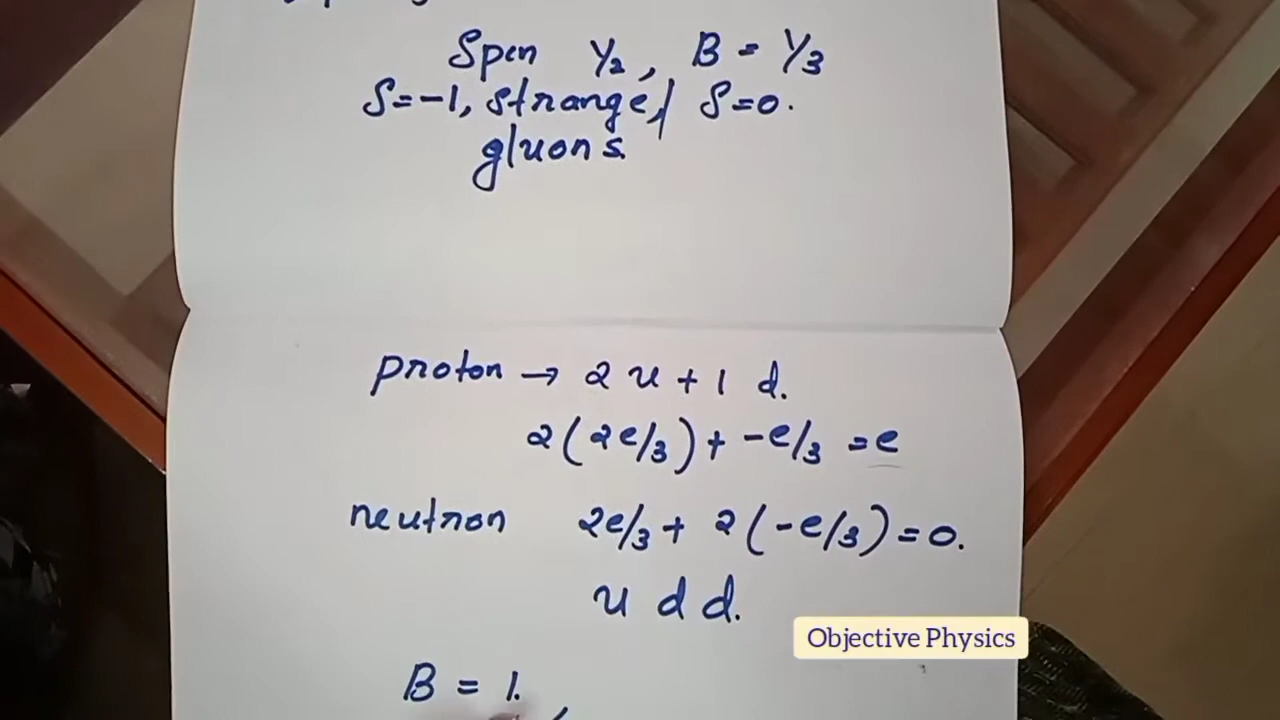 Spin 1/2, B = 1/3
S=-1, strange, S=0.
gluons.
proton → 2 u + 1 d.
2(2e/3) + -e/3 = e
neutron 2e/3 + 2(-e/3) = 0.
u d d.
Objective Physics
B = 1.